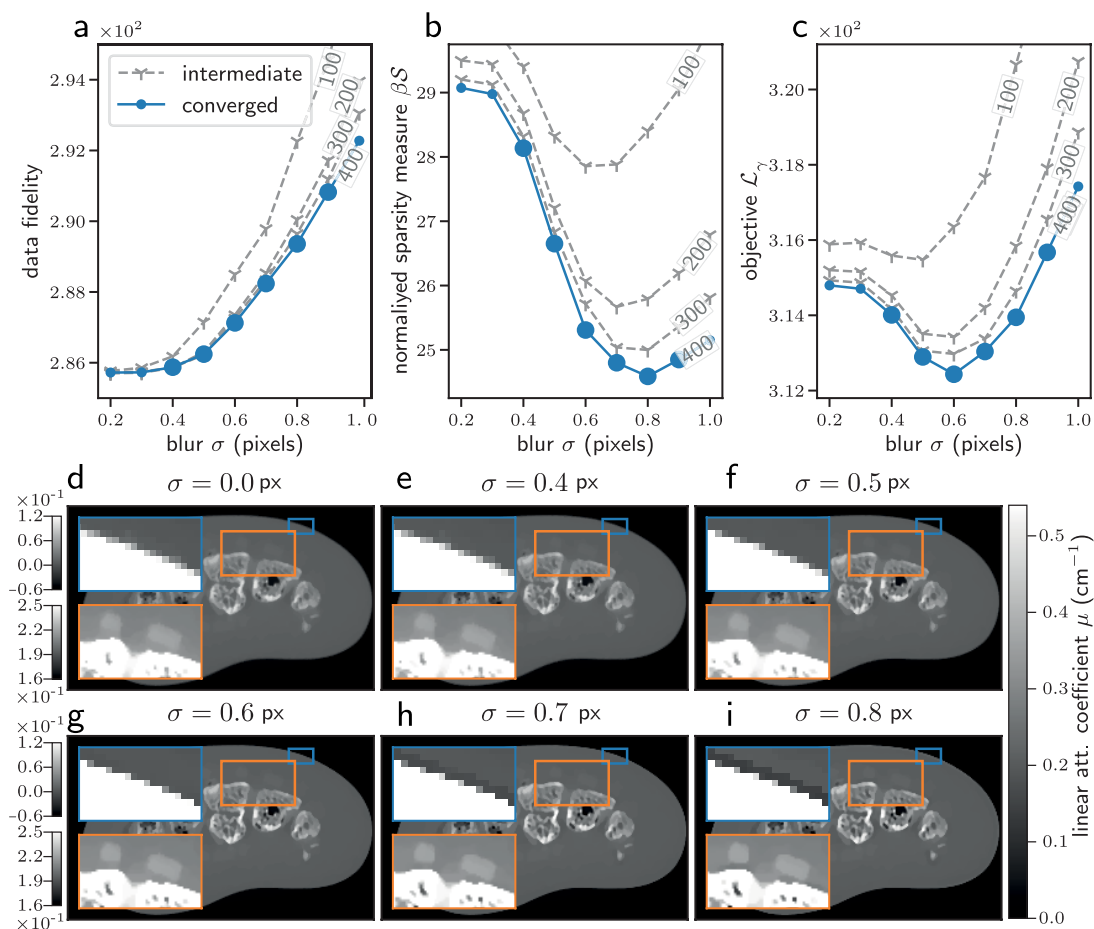 a
×10²
data fidelity
2.94
2.92
2.90
2.88
2.86
0.2 0.4 0.6 0.8 1.0
blur σ (pixels)
intermediate
converged
100
200
300
400
b
normaliyed sparsity measure β𝒮
29
28
27
26
25
0.2 0.4 0.6 0.8 1.0
blur σ (pixels)
100
200
300
400
c
×10²
objective ℒᵧ
3.20
3.18
3.16
3.14
3.12
0.2 0.4 0.6 0.8 1.0
blur σ (pixels)
100
200
300
400
d
σ = 0.0 px
e
σ = 0.4 px
f
σ = 0.5 px
×10⁻¹
1.2
0.6
0.0
−0.6
2.5
2.2
1.9
1.6
×10⁻¹
g
σ = 0.6 px
h
σ = 0.7 px
i
σ = 0.8 px
×10⁻¹
1.2
0.6
0.0
−0.6
2.5
2.2
1.9
1.6
×10⁻¹
0.5
0.4
0.3
0.2
0.1
0.0
linear att. coefficient μ (cm⁻¹)